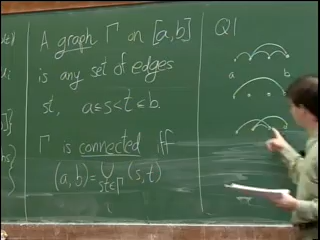 A graph Γ on [a,b]
is any set of edges
st, a≤s<t≤b.
Γ is connected iff
(a,b)=⋃(s,t)
st∈Γ
Q1
a b